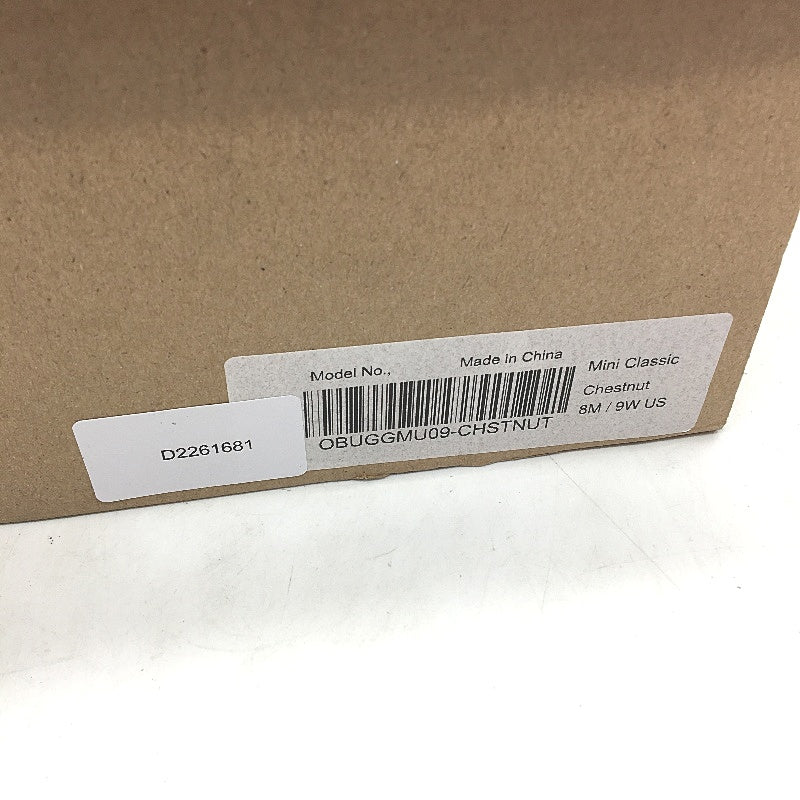 Model No.,
Made In China
OBUGGMU09-CHSTNUT
Mini Classic
Chestnut
8M / 9W US
D2261681